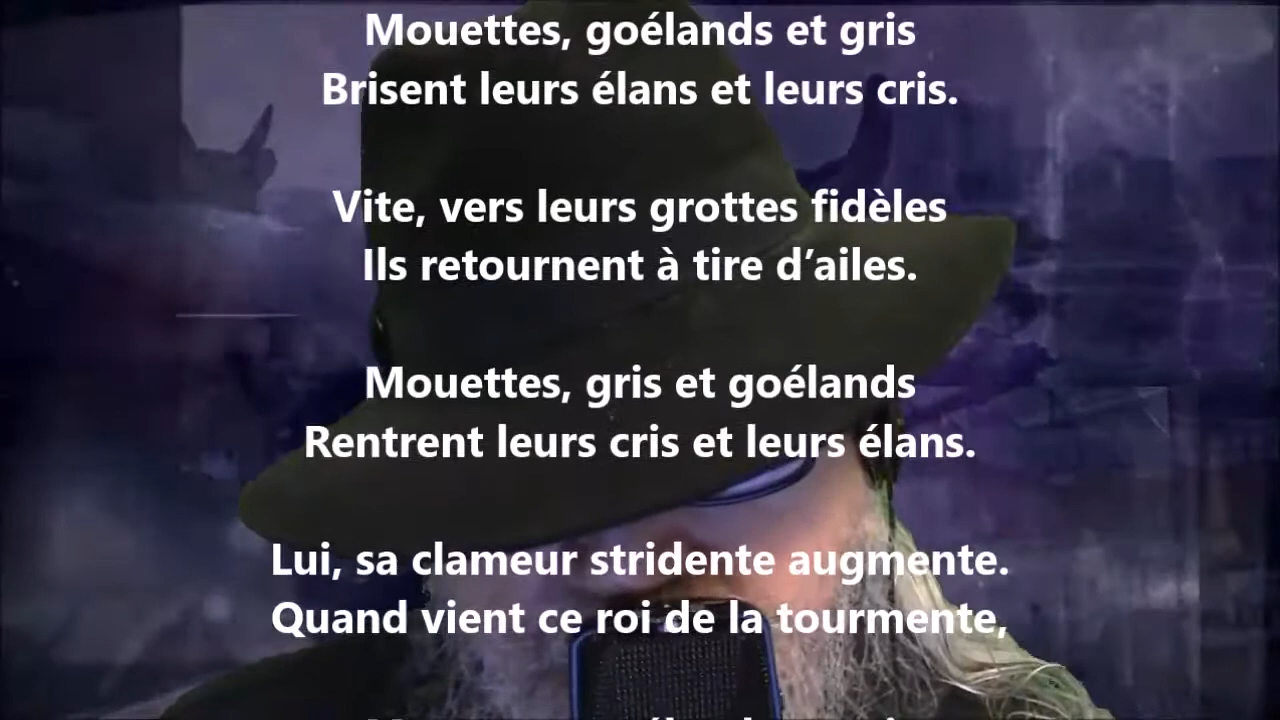 Mouettes, goélands et gris
Brisent leurs élans et leurs cris.
Vite, vers leurs grottes fidèles
Ils retournent à tire d’ailes.
Mouettes, gris et goélands
Rentrent leurs cris et leurs élans.
Lui, sa clameur stridente augmente.
Quand vient ce roi de la tourmente,